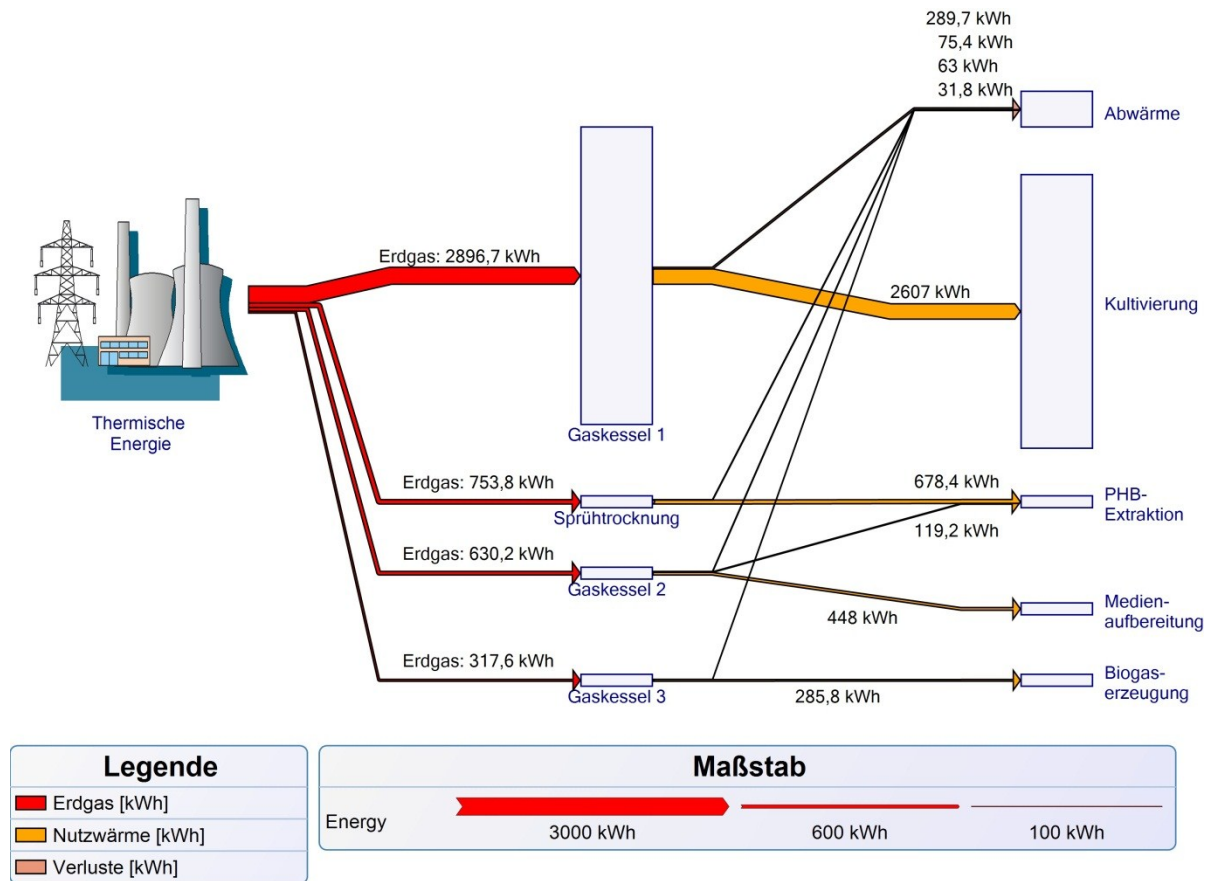 289,7 kWh
75,4 kWh
63 kWh
31,8 kWh
Abwärme
Erdgas: 2896,7 kWh
2607 kWh
Kultivierung
Thermische
Energie
Gaskessel 1
Erdgas: 753,8 kWh
678,4 kWh
PHB-
Extraktion
Sprühtrocknung
119,2 kWh
Erdgas: 630,2 kWh
Gaskessel 2
448 kWh
Medien-
aufbereitung
Erdgas: 317,6 kWh
Gaskessel 3
285,8 kWh
Biogas-
erzeugung
Legende
Erdgas [kWh]
Nutzwärme [kWh]
Verluste [kWh]
Maßstab
Energy
3000 kWh
600 kWh
100 kWh